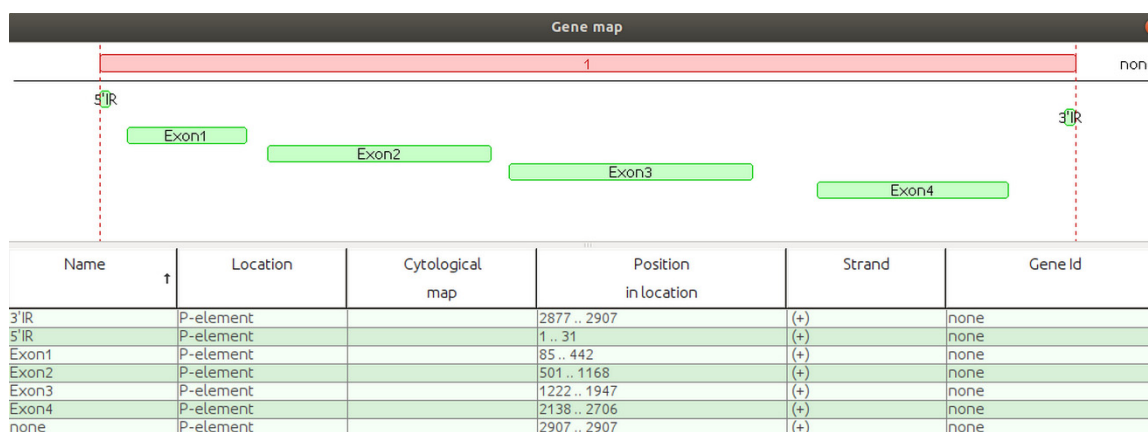 Gene map
1
non
5'IR
3'IR
Exon1
Exon2
Exon3
Exon4
Name ↑ Location Cytological map Position in location Strand Gene Id
3'IR P-element 2877 .. 2907 (+) none
5'IR P-element 1 .. 31 (+) none
Exon1 P-element 85 .. 442 (+) none
Exon2 P-element 501 .. 1168 (+) none
Exon3 P-element 1222 .. 1947 (+) none
Exon4 P-element 2138 .. 2706 (+) none
none P-element 2907 .. 2907 (+) none